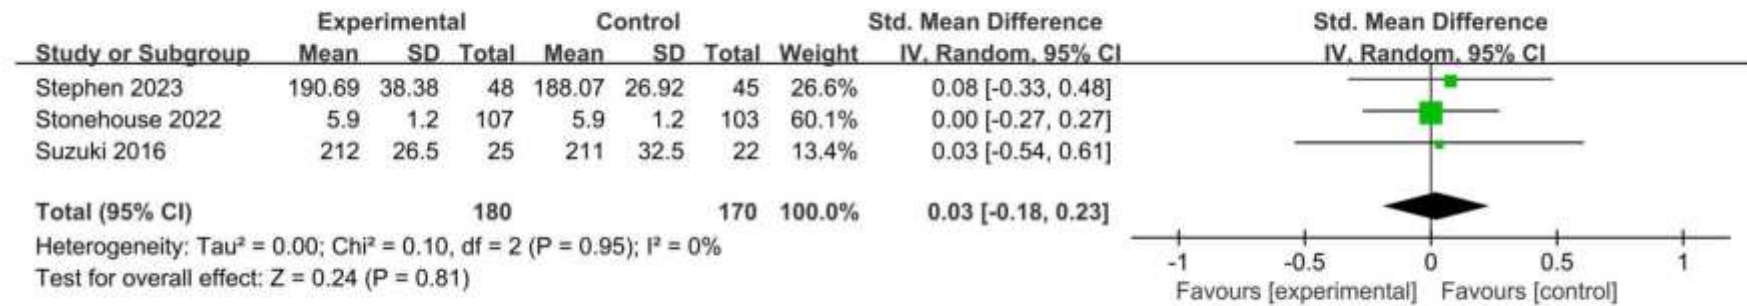 Experimental Control Std. Mean Difference Std. Mean Difference
Study or Subgroup Mean SD Total Mean SD Total Weight IV, Random, 95% CI IV, Random, 95% CI
Stephen 2023 190.69 38.38 48 188.07 26.92 45 26.6% 0.08 [-0.33, 0.48]
Stonehouse 2022 5.9 1.2 107 5.9 1.2 103 60.1% 0.00 [-0.27, 0.27]
Suzuki 2016 212 26.5 25 211 32.5 22 13.4% 0.03 [-0.54, 0.61]
Total (95% CI) 180 170 100.0% 0.03 [-0.18, 0.23]
Heterogeneity: Tau² = 0.00; Chi² = 0.10, df = 2 (P = 0.95); I² = 0%
Test for overall effect: Z = 0.24 (P = 0.81)
-1 -0.5 0 0.5 1
Favours [experimental] Favours [control]